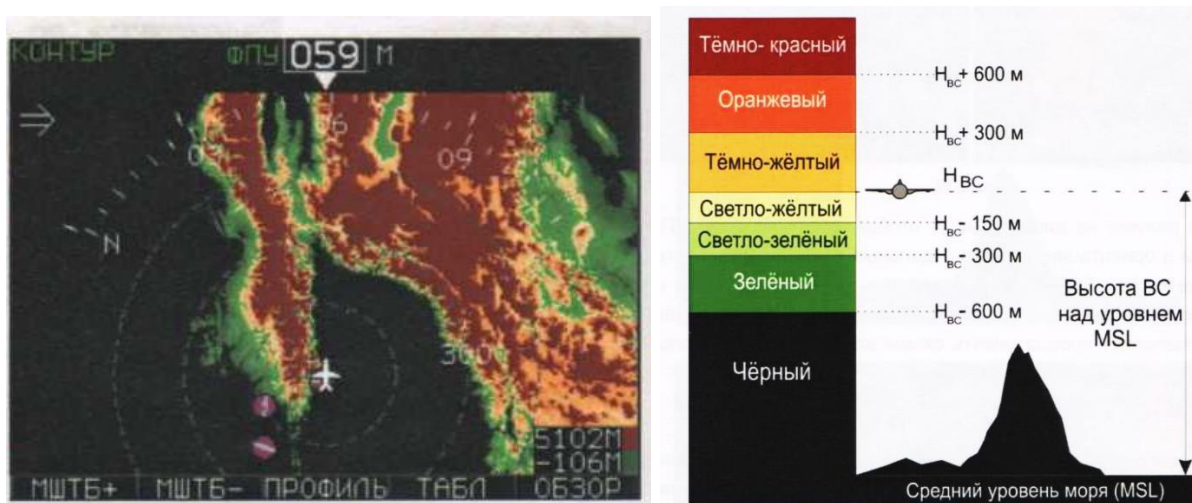 КОНТУР ФПУ 059 М
06
03
09
N
300
5102М
-106М
МШТБ+ МШТБ- ПРОФИЛЬ ТАБЛ ОБЗОР
Тёмно- красный
Оранжевый
Тёмно-жёлтый
Светло-жёлтый
Светло-зелёный
Зелёный
Чёрный
Hвс+ 600 м
Hвс+ 300 м
H вс
Hвс− 150 м
Hвс− 300 м
Hвс− 600 м
Высота ВС
над уровнем
MSL
Средний уровень моря (MSL)